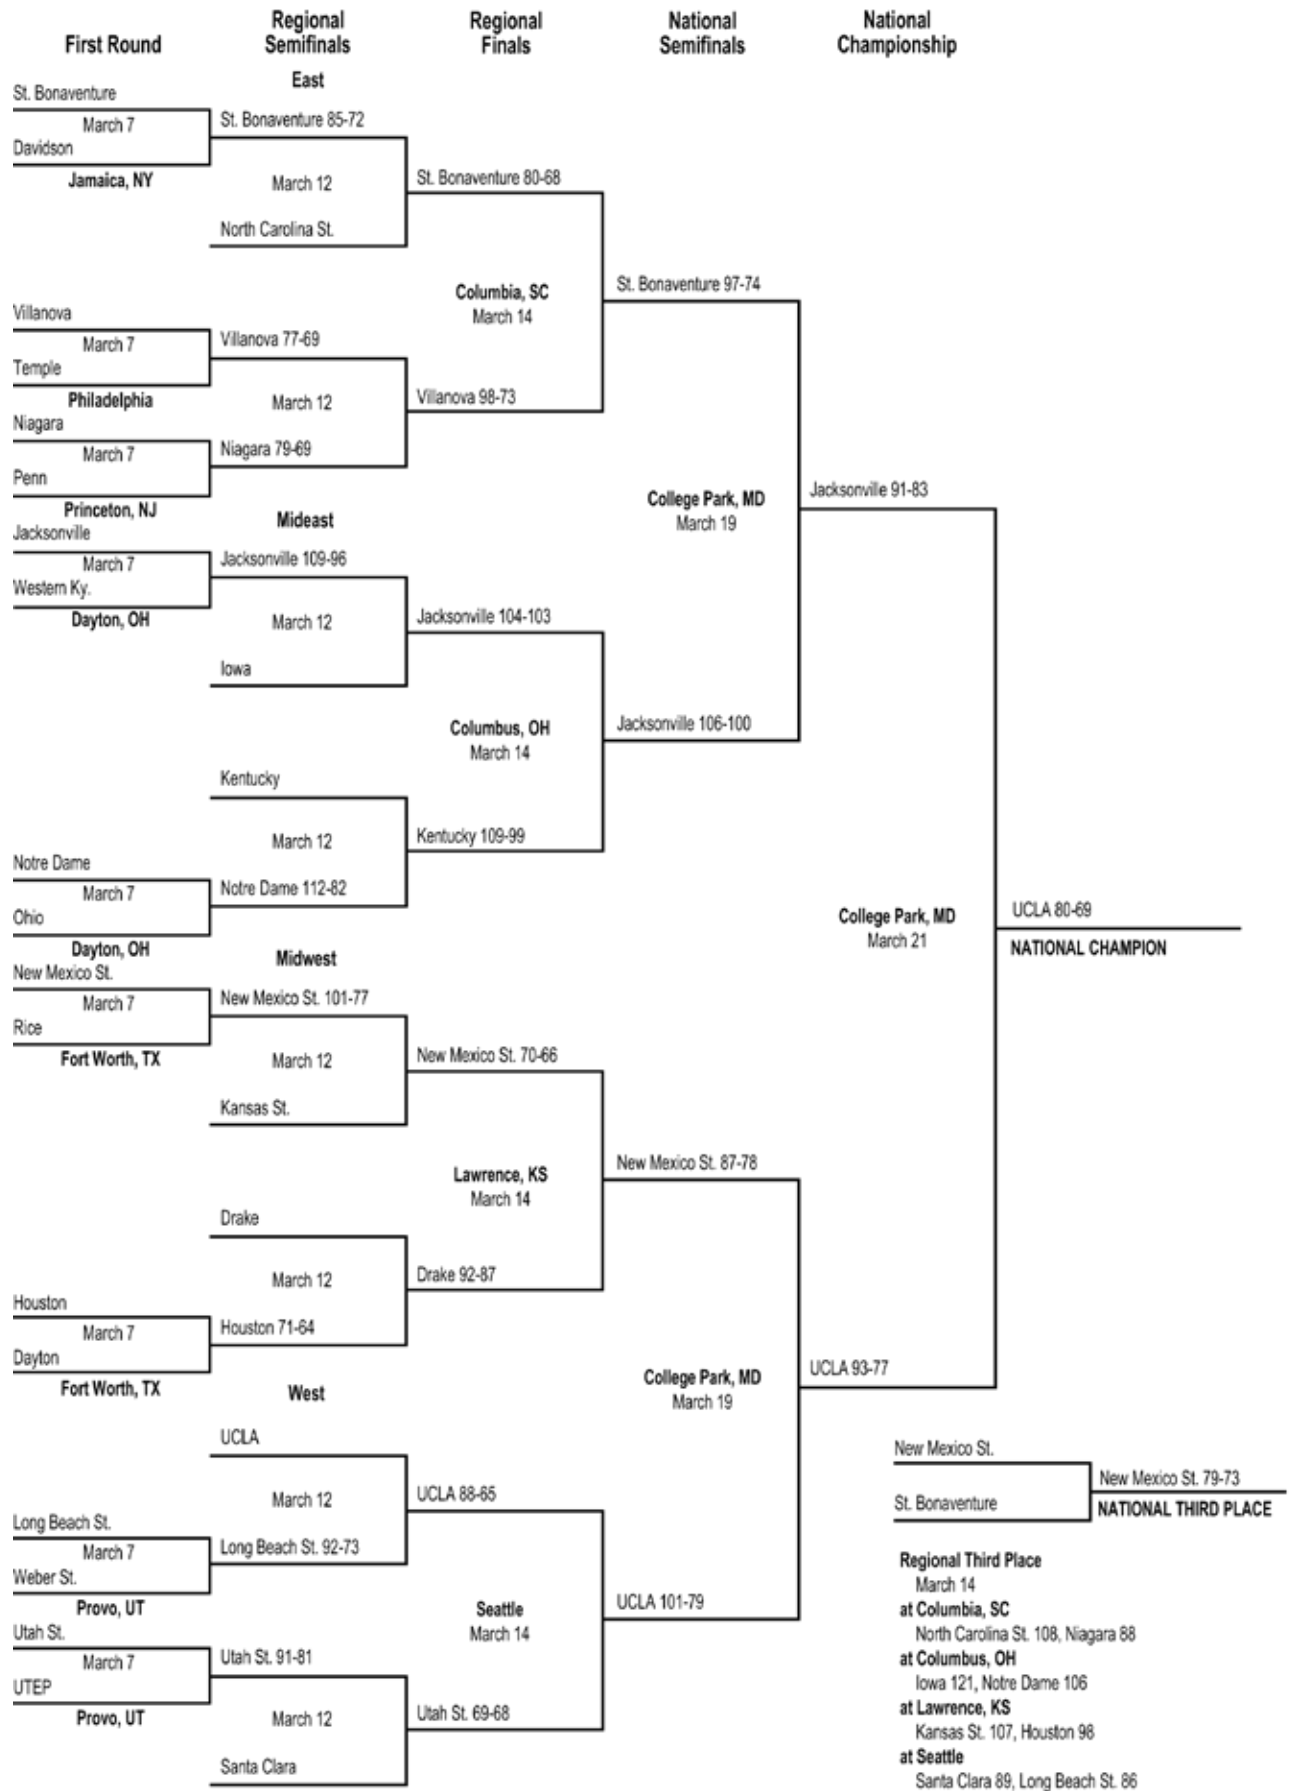 First Round
Regional
Semifinals
Regional
Finals
National
Semifinals
National
Championship
East
St. Bonaventure
March 7
Davidson
Jamaica, NY
St. Bonaventure 85-72
March 12
North Carolina St.
St. Bonaventure 80-68
Columbia, SC
March 14
St. Bonaventure 97-74
Villanova
March 7
Temple
Philadelphia
Villanova 77-69
March 12
Villanova 98-73
Niagara
March 7
Penn
Princeton, NJ
Niagara 79-69
College Park, MD
March 19
Jacksonville 91-83
Mideast
Jacksonville
March 7
Western Ky.
Dayton, OH
Jacksonville 109-96
March 12
Iowa
Jacksonville 104-103
Columbus, OH
March 14
Jacksonville 106-100
Kentucky
March 12
Kentucky 109-99
Notre Dame
March 7
Ohio
Dayton, OH
Notre Dame 112-82
College Park, MD
March 21
UCLA 80-69
NATIONAL CHAMPION
Midwest
New Mexico St.
March 7
Rice
Fort Worth, TX
New Mexico St. 101-77
March 12
Kansas St.
New Mexico St. 70-66
Lawrence, KS
March 14
New Mexico St. 87-78
Drake
March 12
Drake 92-87
Houston
March 7
Dayton
Fort Worth, TX
Houston 71-64
College Park, MD
March 19
UCLA 93-77
West
UCLA
March 12
UCLA 88-65
Long Beach St.
March 7
Weber St.
Provo, UT
Long Beach St. 92-73
Seattle
March 14
UCLA 101-79
Utah St.
March 7
UTEP
Provo, UT
Utah St. 91-81
March 12
Utah St. 69-68
Santa Clara
New Mexico St.
St. Bonaventure
New Mexico St. 79-73
NATIONAL THIRD PLACE
Regional Third Place
March 14
at Columbia, SC
North Carolina St. 108, Niagara 88
at Columbus, OH
Iowa 121, Notre Dame 106
at Lawrence, KS
Kansas St. 107, Houston 98
at Seattle
Santa Clara 89, Long Beach St. 86